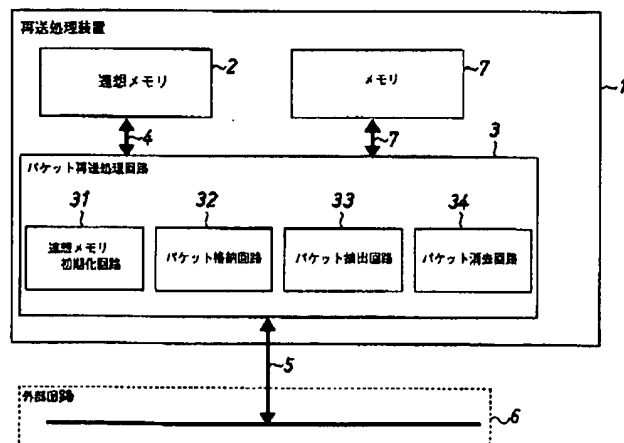 再送処理装置
連想メモリ
2
メモリ
7
1
4
7
3
パケット再送処理回路
31
32
33
34
連想メモリ
初期化回路
パケット格納回路
パケット抽出回路
パケット消去回路
5
外部回路
6